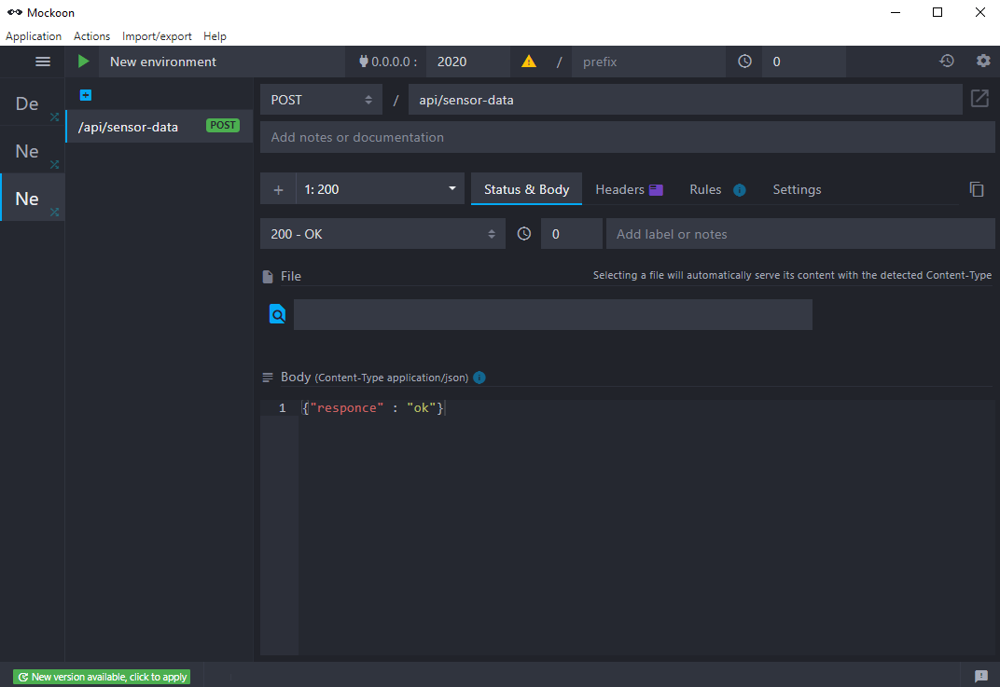 Mockoon
Application Actions Import/export Help
New environment 0.0.0.0 : 2020 / prefix 0
De
Ne
Ne
/api/sensor-data POST
POST / api/sensor-data
Add notes or documentation
+ 1: 200 Status & Body Headers Rules Settings
200 - OK 0 Add label or notes
File Selecting a file will automatically serve its content with the detected Content-Type
Body (Content-Type application/json)
1 {"responce" : "ok"}
New version available, click to apply